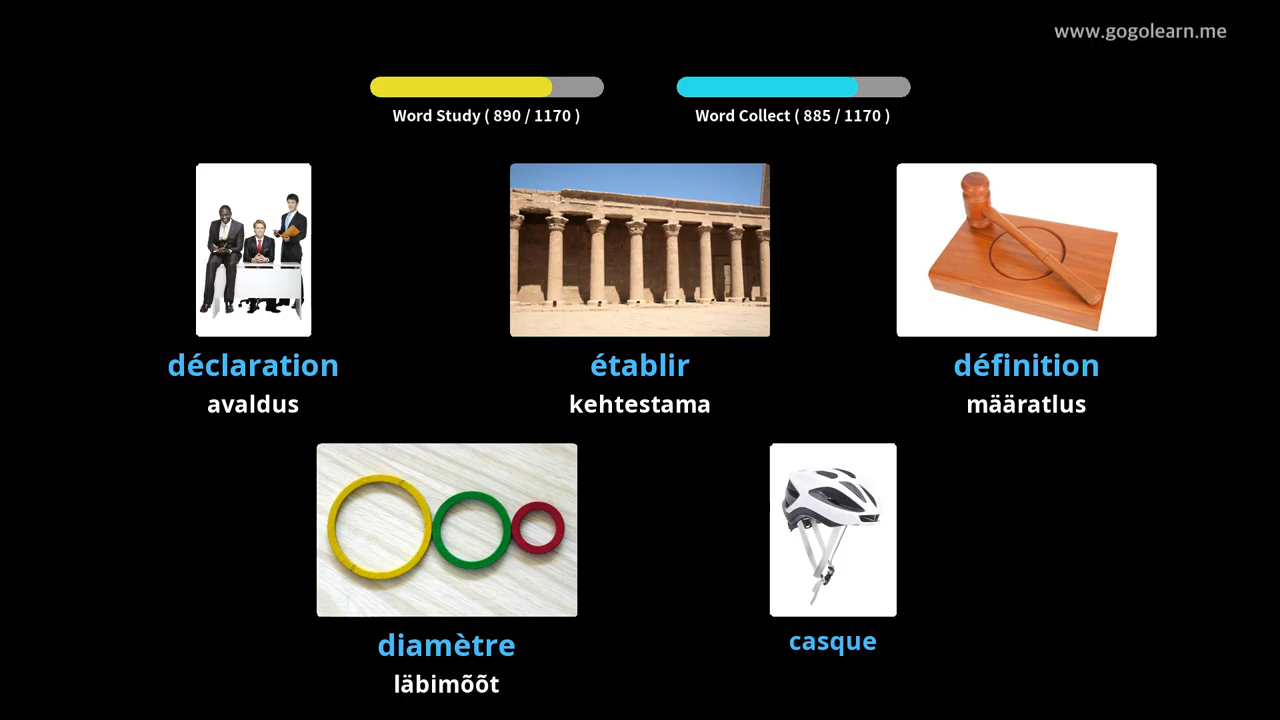 www.gogolearn.me
Word Study ( 890 / 1170 )
Word Collect ( 885 / 1170 )
déclaration
avaldus
établir
kehtestama
définition
määratlus
diamètre
läbimõõt
casque